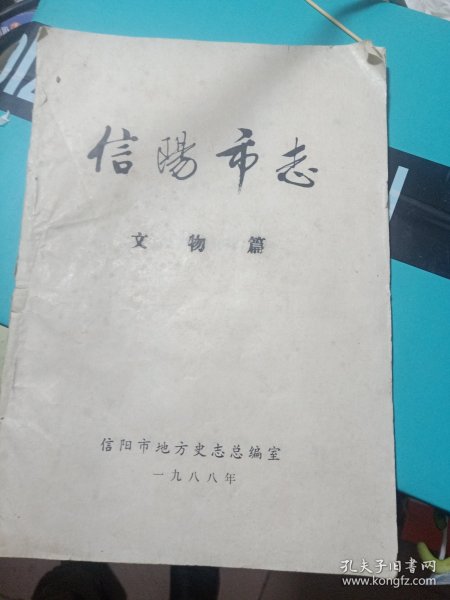 信陽市志
文物篇
信阳市地方史志总编室
一九八八年
孔夫子旧书网
www.kongfz.com